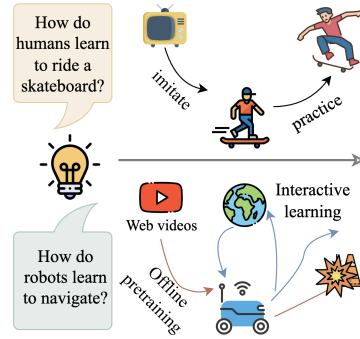 How do
humans learn
to ride a
skateboard?
imitate
practice
How do
robots learn
to navigate?
Web videos
Offline
pretraining
Interactive
learning